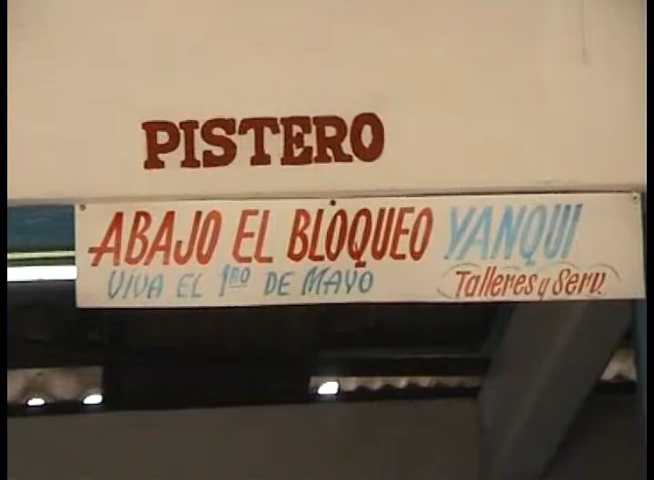 PISTERO
ABAJO EL BLOQUEO YANQUI
VIVA EL 1RO DE MAYO
Talleres y Serv.